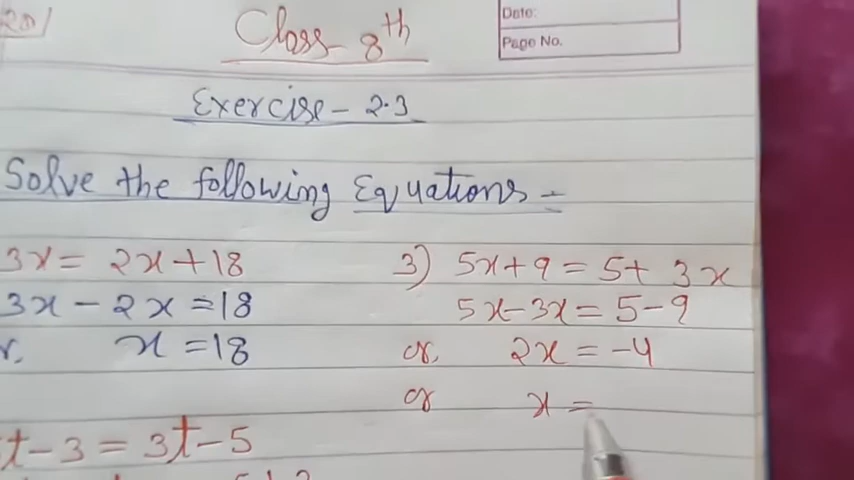 Class - 8th
Date:
Page No.
Exercise - 2.3
Solve the following Equations -
3x = 2x + 18
3x - 2x = 18
x = 18
3) 5x + 9 = 5 + 3x
5x - 3x = 5 - 9
or, 2x = -4
or x =
t - 3 = 3t - 5